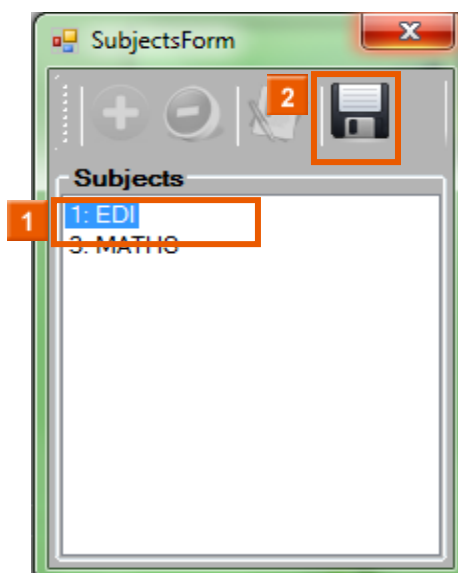 SubjectsForm
x
2
Subjects
1
1: EDI
3: MATHS